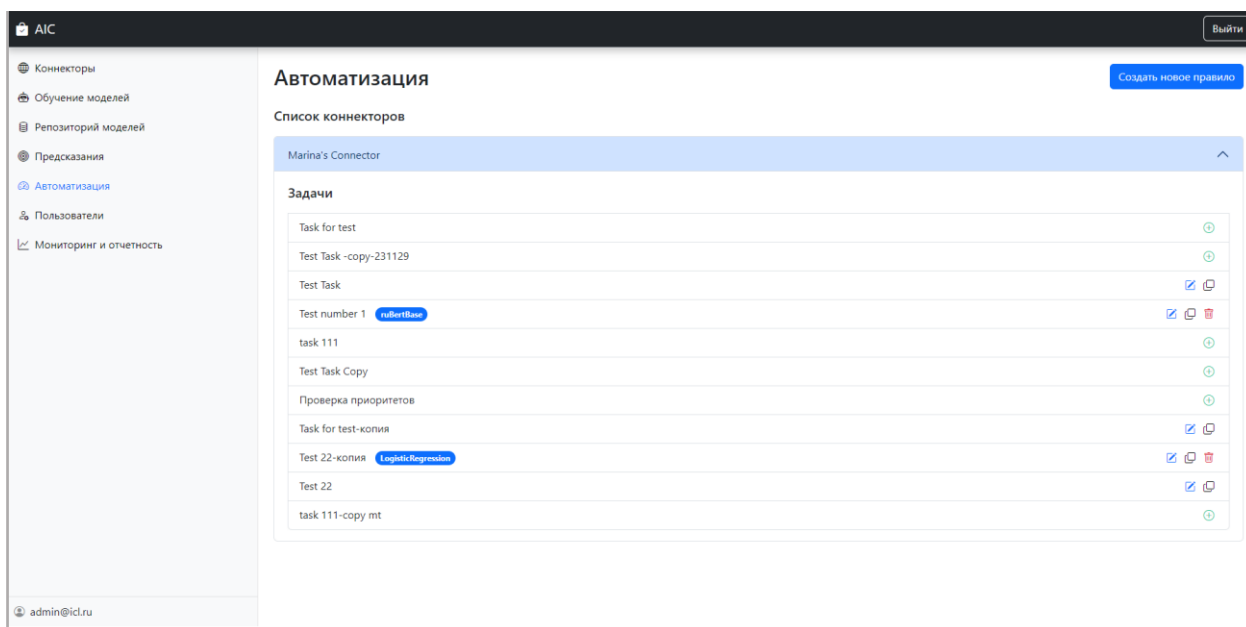 AIC
Выйти
Коннекторы
Обучение моделей
Репозиторий моделей
Предсказания
Автоматизация
Пользователи
Мониторинг и отчетность
admin@icl.ru
Автоматизация
Создать новое правило
Список коннекторов
Marina's Connector
Задачи
Task for test
Test Task -copy-231129
Test Task
Test number 1 ruBertBase
task 111
Test Task Copy
Проверка приоритетов
Task for test-копия
Test 22-копия LogisticRegression
Test 22
task 111-copy mt